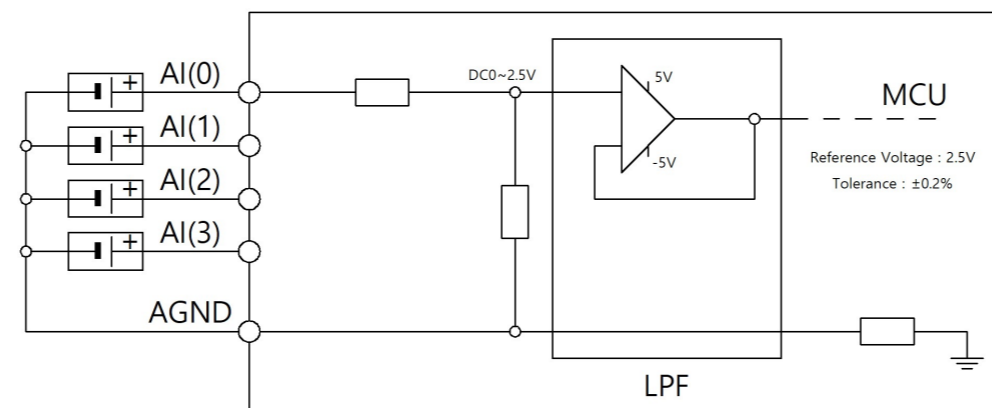 AI(0)
+
AI(1)
+
AI(2)
+
AI(3)
+
AGND
DC0~2.5V
5V
-5V
MCU
Reference Voltage : 2.5V
Tolerance : ±0.2%
LPF